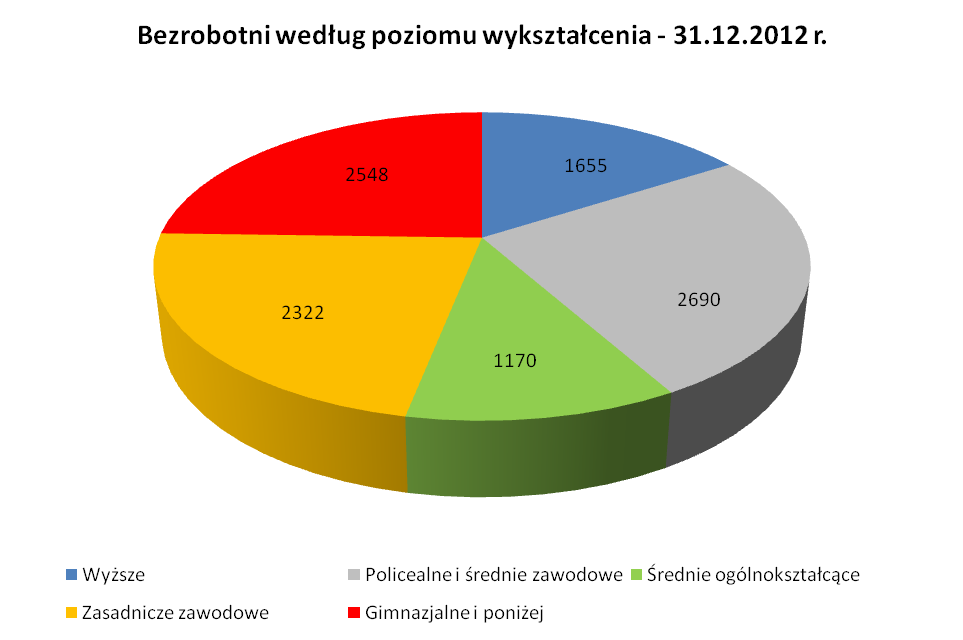 Bezrobotni według poziomu wykształcenia - 31.12.2012 r.
2548
1655
2690
2322
1170
Wyższe
Policealne i średnie zawodowe
Średnie ogólnokształcące
Zasadnicze zawodowe
Gimnazjalne i poniżej